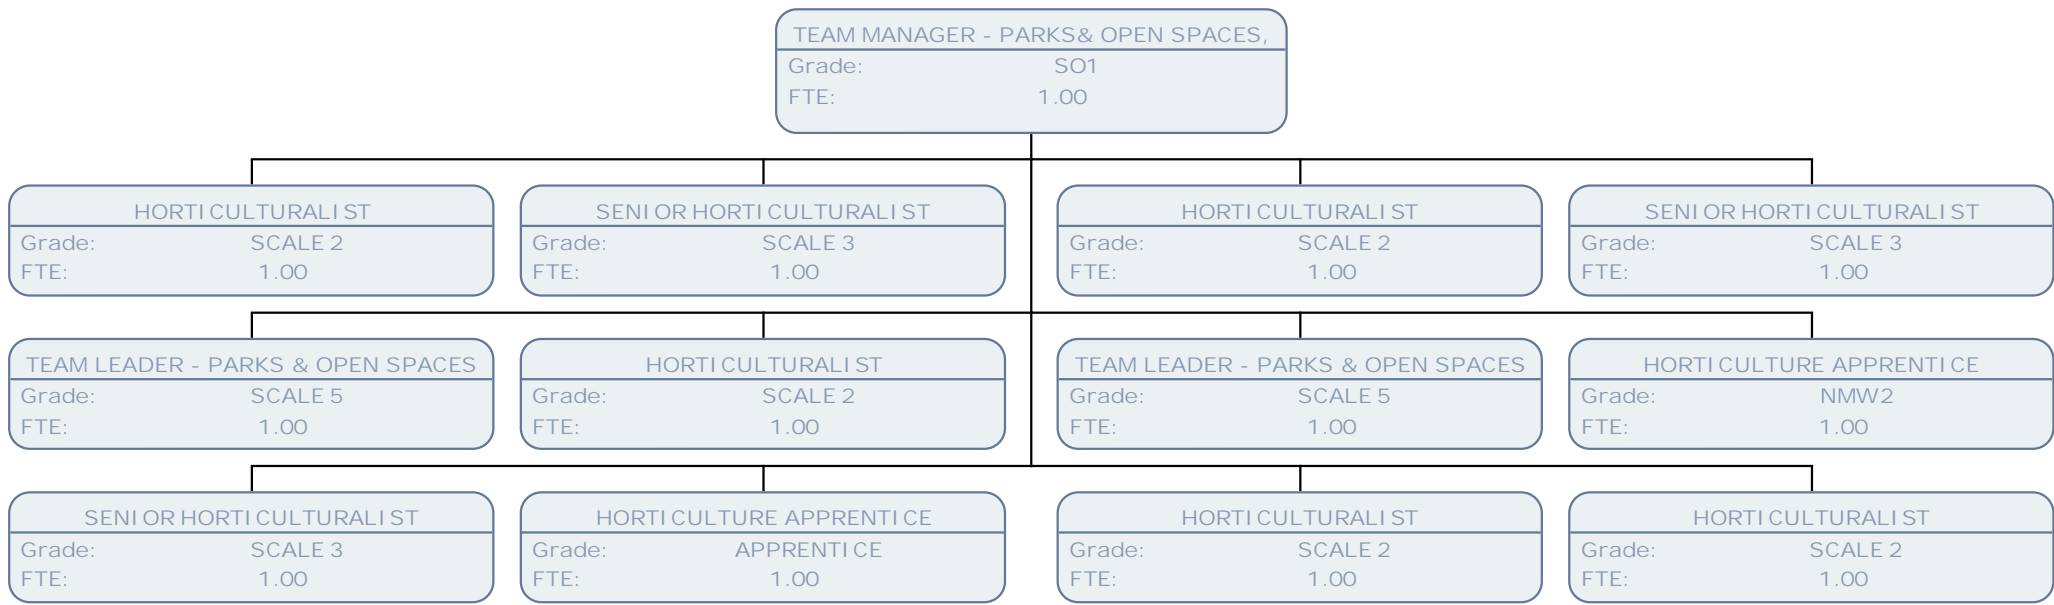 TEAM MANAGER - PARKS& OPEN SPACES,
Grade: SO1
FTE: 1.00
HORTICULTURALIST
Grade: SCALE 2
FTE: 1.00
SENIOR HORTICULTURALIST
Grade: SCALE 3
FTE: 1.00
HORTICULTURALIST
Grade: SCALE 2
FTE: 1.00
SENIOR HORTICULTURALIST
Grade: SCALE 3
FTE: 1.00
TEAM LEADER - PARKS & OPEN SPACES
Grade: SCALE 5
FTE: 1.00
HORTICULTURALIST
Grade: SCALE 2
FTE: 1.00
TEAM LEADER - PARKS & OPEN SPACES
Grade: SCALE 5
FTE: 1.00
HORTICULTURE APPRENTICE
Grade: NMW2
FTE: 1.00
SENIOR HORTICULTURALIST
Grade: SCALE 3
FTE: 1.00
HORTICULTURE APPRENTICE
Grade: APPRENTICE
FTE: 1.00
HORTICULTURALIST
Grade: SCALE 2
FTE: 1.00
HORTICULTURALIST
Grade: SCALE 2
FTE: 1.00